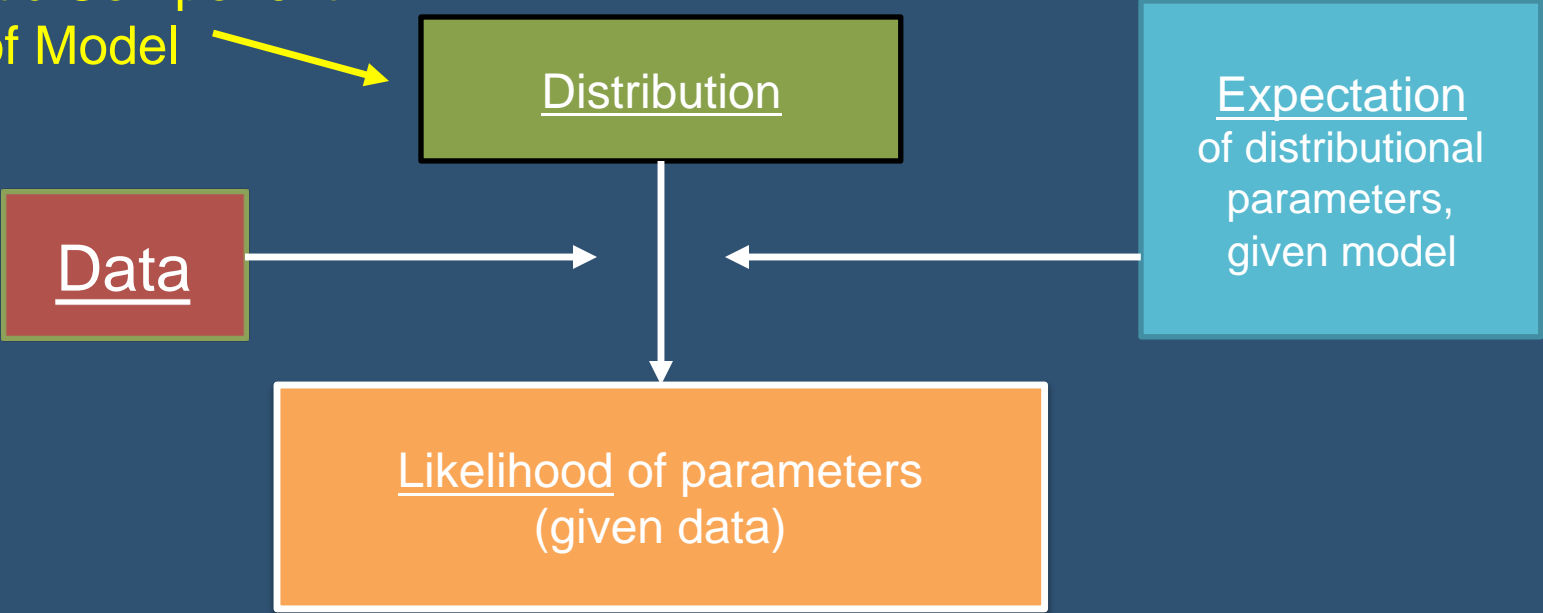 of Model
Distribution
Expectation
of distributional
parameters,
given model
Data
Likelihood of parameters
(given data)